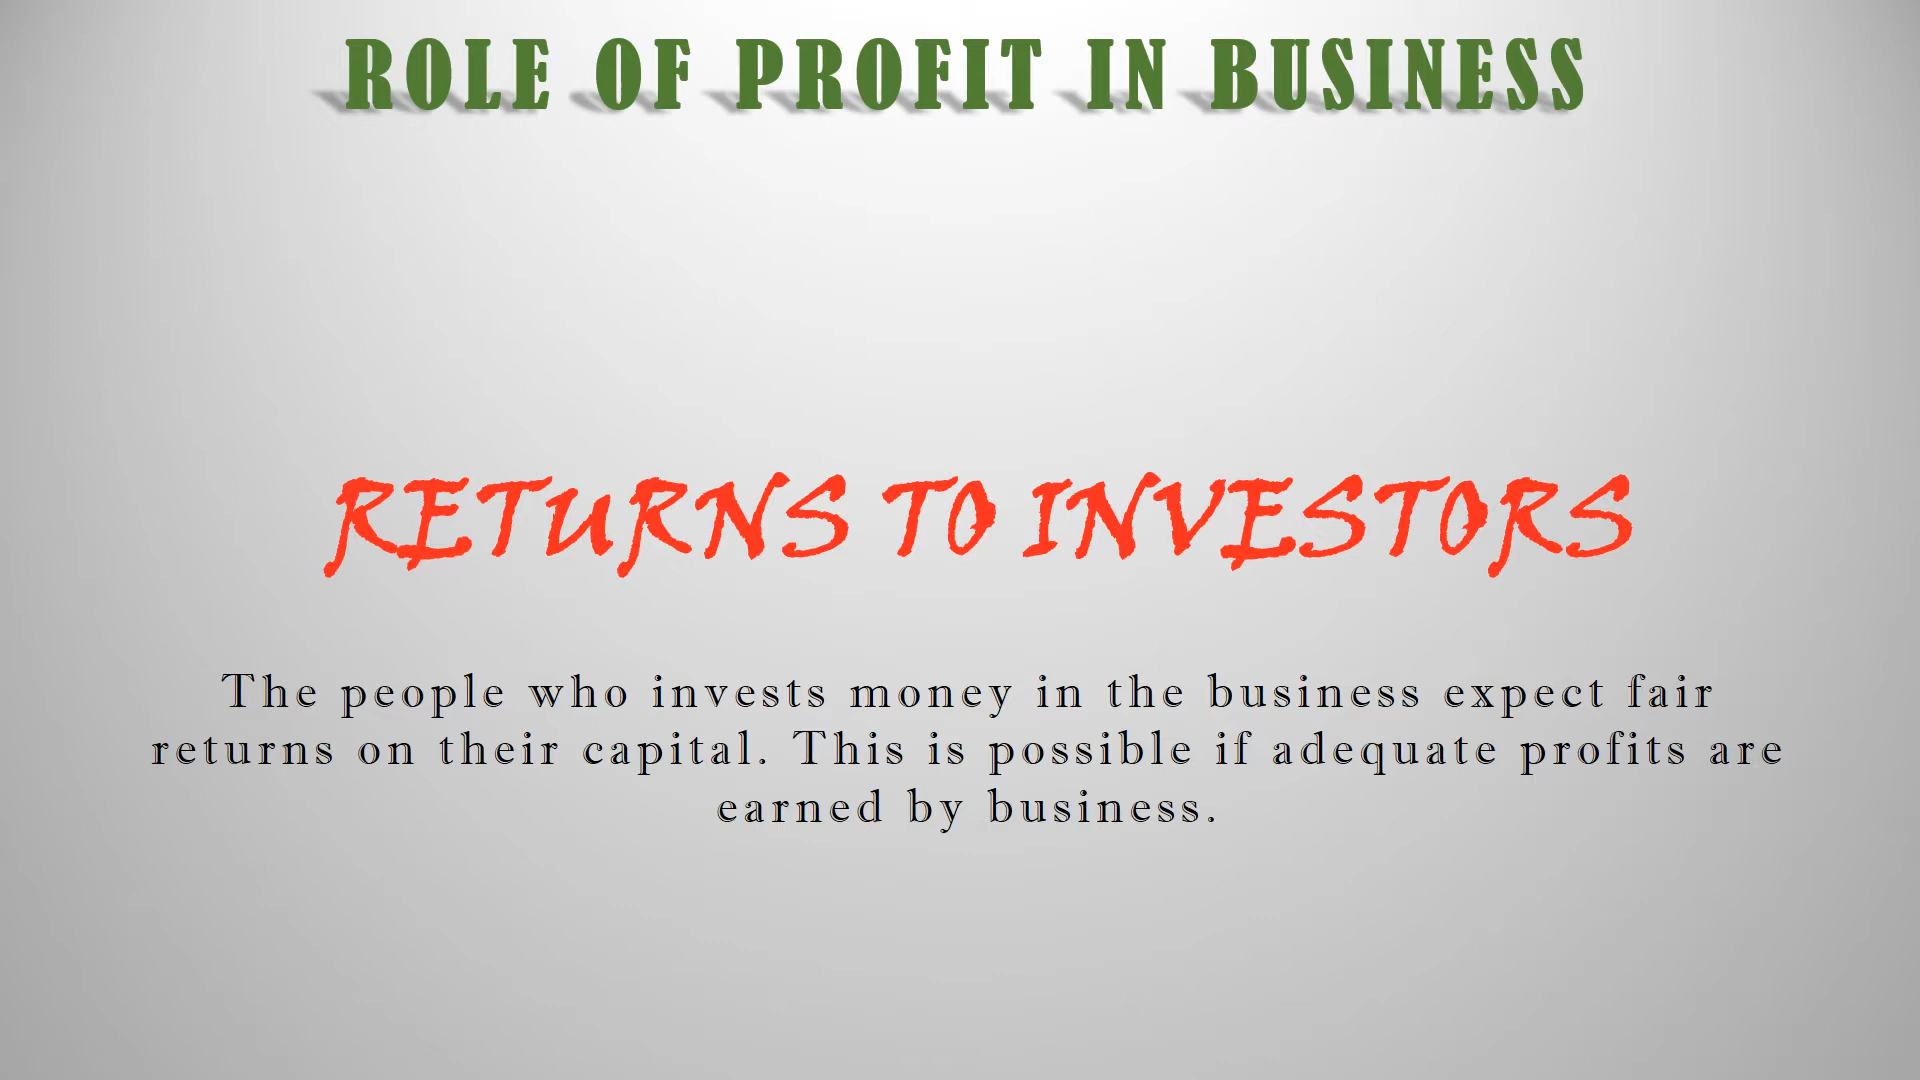 ROLE OF PROFIT IN BUSINESS
RETURNS TO INVESTORS
The people who invests money in the business expect fair
returns on their capital. This is possible if adequate profits are
earned by business.